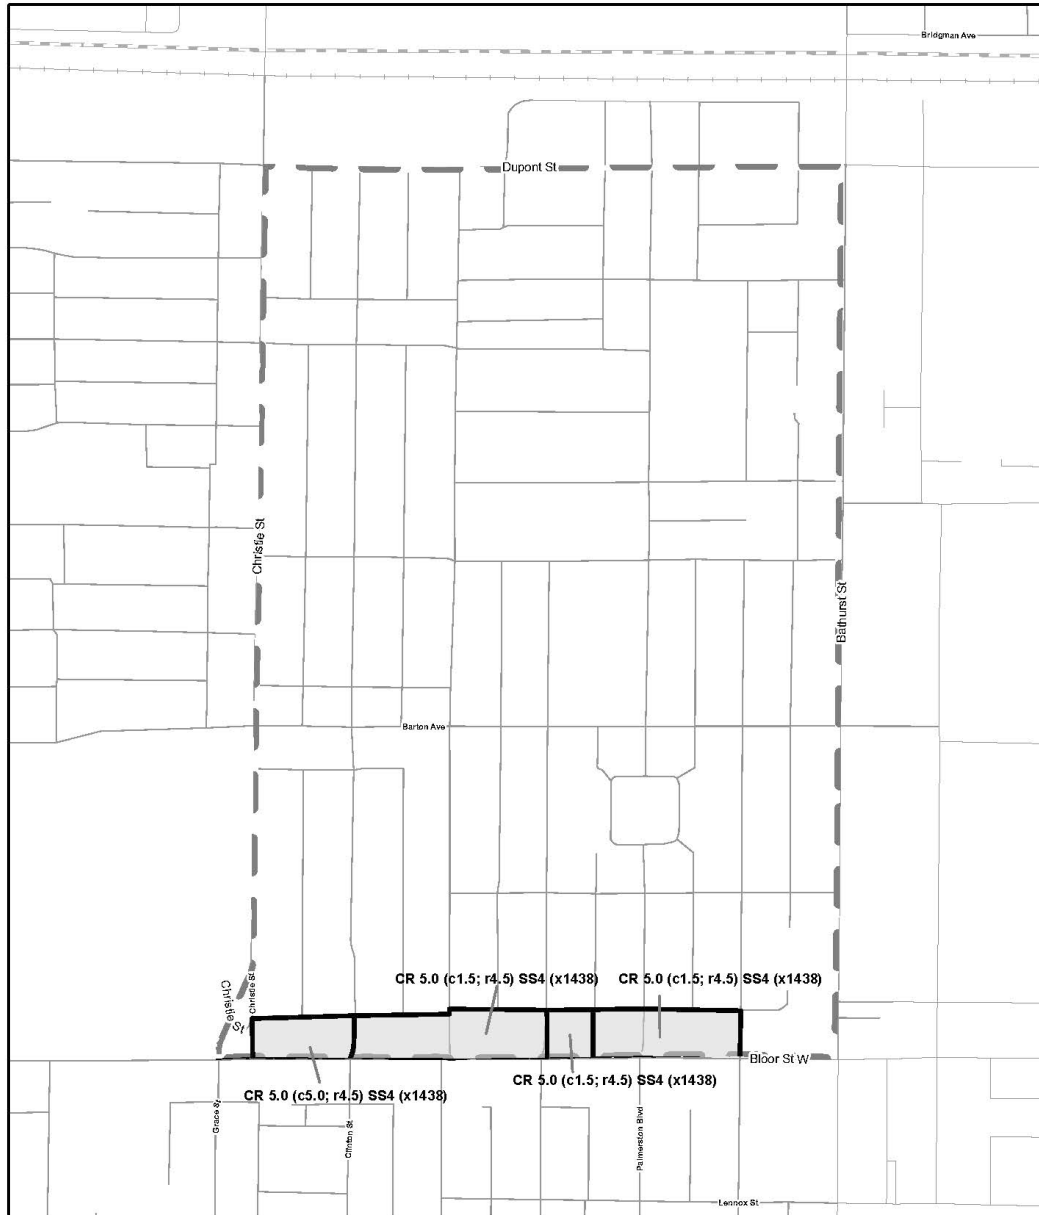 Bridgman Ave
Dupont St
Christie St
Bathurst St
Barton Ave
CR 5.0 (c1.5; r4.5) SS4 (x1438)
CR 5.0 (c1.5; r4.5) SS4 (x1438)
Christie St
Christie St
Bloor St W
CR 5.0 (c1.5; r4.5) SS4 (x1438)
CR 5.0 (c5.0; r4.5) SS4 (x1438)
Grace St
Clinton St
Palmerston Blvd
Lennox St